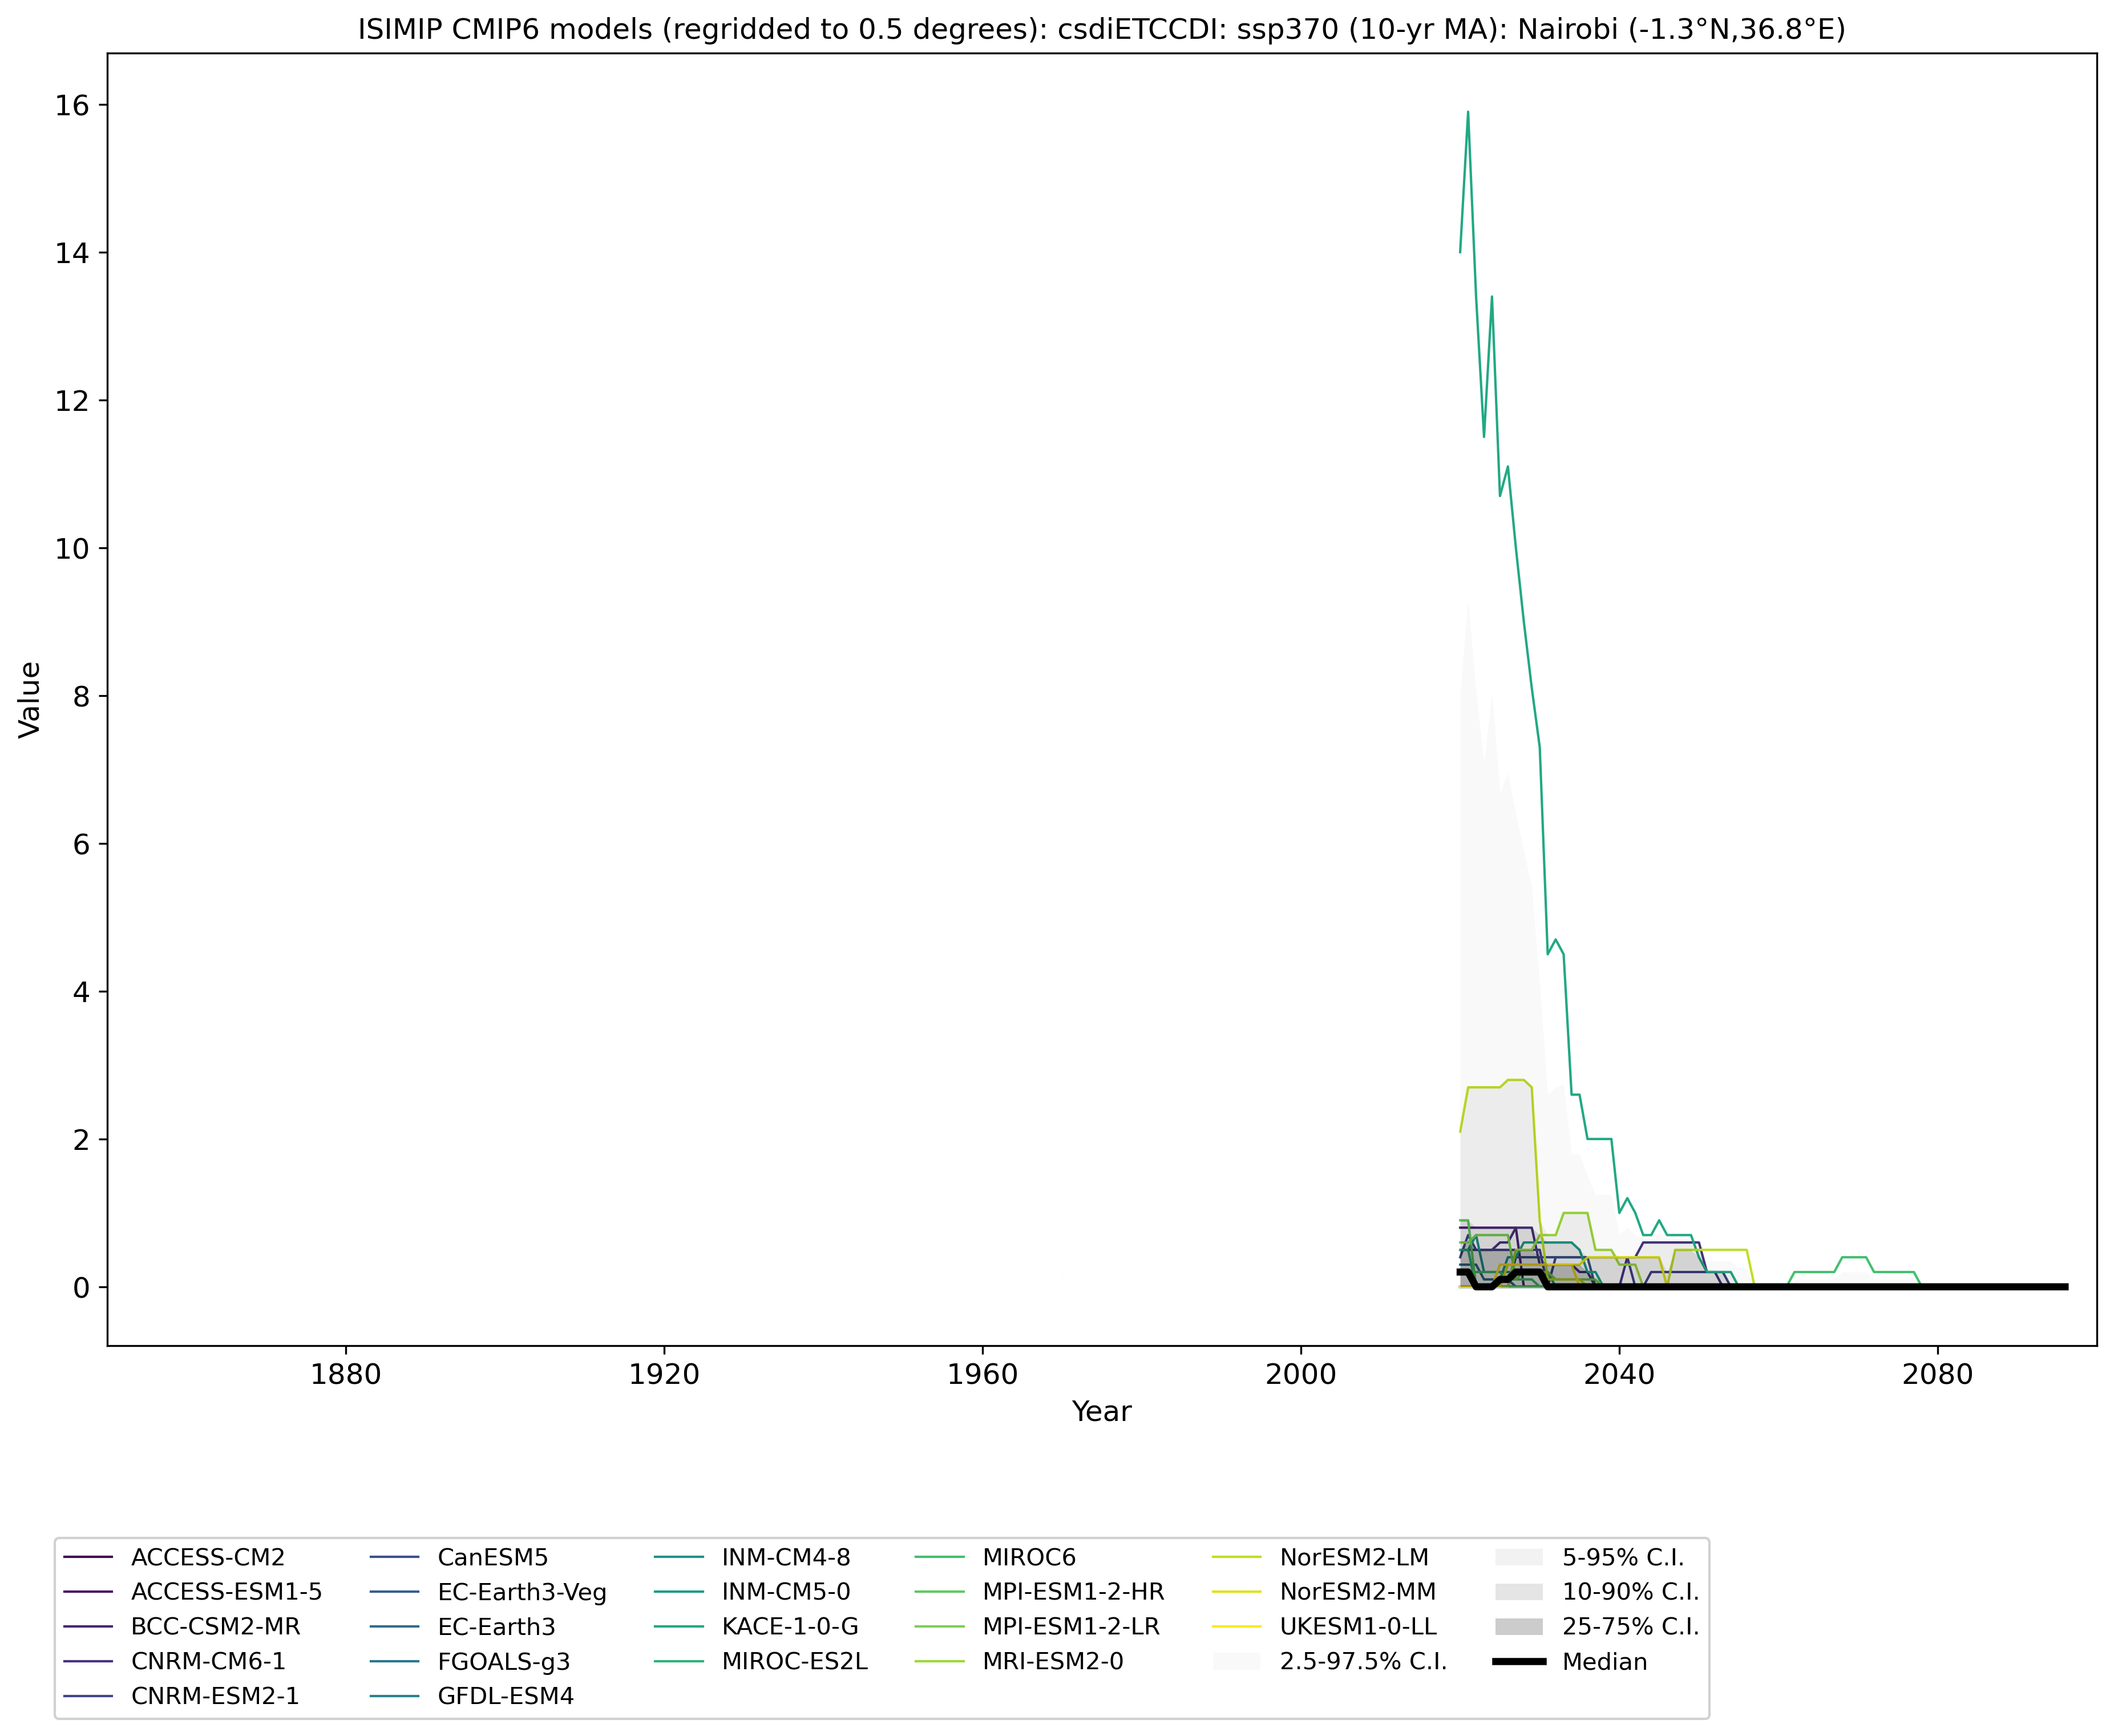 ISIMIP CMIP6 models (regridded to 0.5 degrees): csdiETCCDI: ssp370 (10-yr MA): Nairobi (-1.3°N,36.8°E)
16
14
12
10
8
6
4
2
0
Value
1880 1920 1960 2000 2040 2080
Year
ACCESS-CM2
ACCESS-ESM1-5
BCC-CSM2-MR
CNRM-CM6-1
CNRM-ESM2-1
CanESM5
EC-Earth3-Veg
EC-Earth3
FGOALS-g3
GFDL-ESM4
INM-CM4-8
INM-CM5-0
KACE-1-0-G
MIROC-ES2L
MIROC6
MPI-ESM1-2-HR
MPI-ESM1-2-LR
MRI-ESM2-0
NorESM2-LM
NorESM2-MM
UKESM1-0-LL
2.5-97.5% C.I.
5-95% C.I.
10-90% C.I.
25-75% C.I.
Median